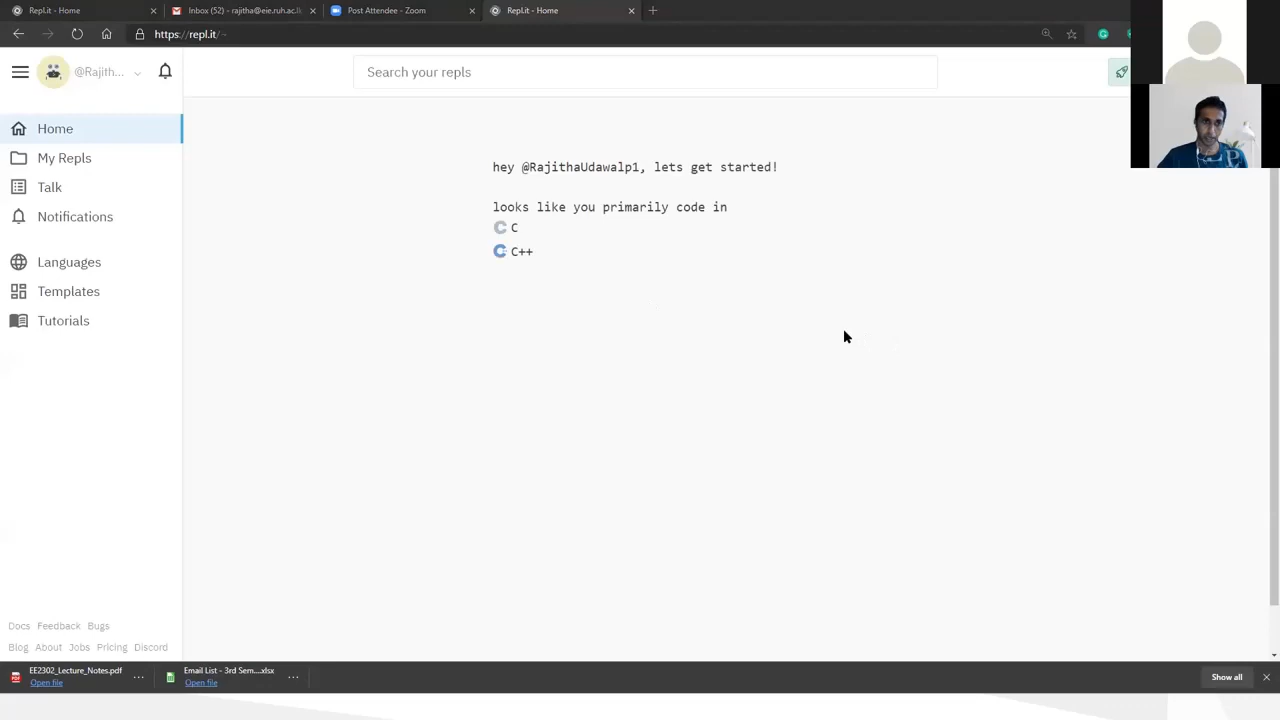 Repl.it - Home
Inbox (52) - rajitha@eie.ruh.ac.l
Post Attendee - Zoom
Repl.it - Home
https://repl.it/~
@Rajith...
Search your repls
Home
My Repls
Talk
Notifications
Languages
Templates
Tutorials
hey @RajithaUdawalp1, lets get started!
looks like you primarily code in
C
C++
Docs Feedback Bugs
Blog About Jobs Pricing Discord
EE2302_Lecture_Notes.pdf
Open file
Email List - 3rd Sem....xlsx
Open file
Show all